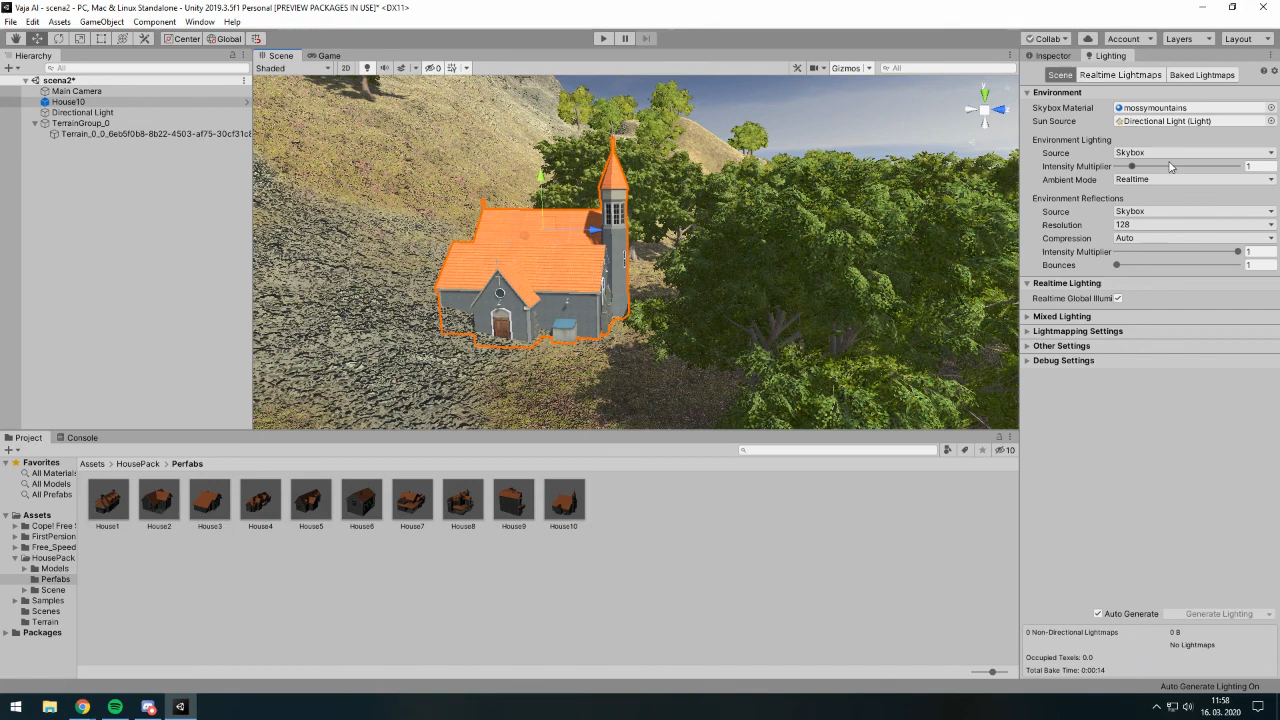 Vaja AI - scena2 - PC, Mac & Linux Standalone - Unity 2019.3.5f1 Personal [PREVIEW PACKAGES IN USE]* <DX11>
File Edit Assets GameObject Component Window Help
Center Global Collab Account Layers Layout
Hierarchy
All
scena2*
Main Camera
House10
Directional Light
TerrainGroup_0
Terrain_0_0_6eb5f0b8-8b22-4503-af75-30cf31c8
Scene Game
Shaded 2D 0 Gizmos All
y
z
Inspector Lighting
Scene Realtime Lightmaps Baked Lightmaps
Environment
Skybox Material mossymountains
Sun Source Directional Light (Light)
Environment Lighting
Source Skybox
Intensity Multiplier 1
Ambient Mode Realtime
Environment Reflections
Source Skybox
Resolution 128
Compression Auto
Intensity Multiplier 1
Bounces 1
Realtime Lighting
Realtime Global Illumi
Mixed Lighting
Lightmapping Settings
Other Settings
Debug Settings
Auto Generate Generate Lighting
0 Non-Directional Lightmaps 0 B
No Lightmaps
Occupied Texels: 0.0
Total Bake Time: 0:00:14
Auto Generate Lighting On
Project Console
10
Favorites
All Materials
All Models
All Prefabs
Assets
Copel Free S
FirstPerson
Free_Speed
HousePack
Models
Perfabs
Scene
Samples
Scenes
Terrain
Packages
Assets > HousePack > Perfabs
House1 House2 House3 House4 House5 House6 House7 House8 House9 House10
11:58
16. 03. 2020